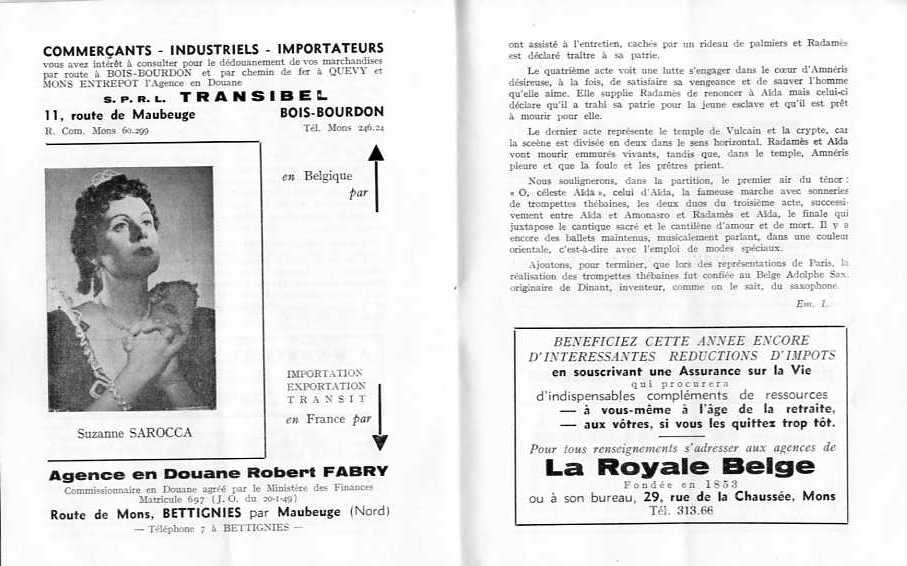 COMMERÇANTS - INDUSTRIELS - IMPORTATEURS
vous avez intérêt à consulter pour le dédouanement de vos marchandises
par route à BOIS-BOURDON et par chemin de fer à QUEVY et
MONS ENTREPOT l'Agence en Douane
S.P.R.L. TRANSIBEL
11, route de Maubeuge BOIS-BOURDON
R. Com. Mons 60.299 Tél. Mons 246.24
en Belgique
par
IMPORTATION
EXPORTATION
TRANSIT
en France par
Suzanne SAROCCA
Agence en Douane Robert FABRY
Commissionnaire en Douane agréé par le Ministère des Finances
Matricule 697 (J.O. du 20-1-49)
Route de Mons, BETTIGNIES par Maubeuge (Nord)
— Téléphone 7 à BETTIGNIES —
ont assisté à l'entretien, cachés par un rideau de palmiers et Radamès
est déclaré traître à sa patrie.
Le quatrième acte voit une lutte s'engager dans le cœur d'Amnéris
désireuse, à la fois, de satisfaire sa vengeance et de sauver l'homme
qu'elle aime. Elle supplie Radamès de renoncer à Aïda mais celui-ci
déclare qu'il a trahi sa patrie pour la jeune esclave et qu'il est prêt
à mourir pour elle.
Le dernier acte représente le temple de Vulcain et la crypte, car
la scèene est divisée en deux dans le sens horizontal. Radamès et Aïda
vont mourir emmurés vivants, tandis que, dans le temple, Amnéris
pleure et que la foule et les prêtres prient.
Nous soulignerons, dans la partition, le premier air du ténor :
« O, céleste Aïda », celui d'Aïda, la fameuse marche avec sonneries
de trompettes thébaines, les deux duos du troisième acte, successi-
vement entre Aïda et Amonasro et Radamès et Aïda, le finale qui
juxtapose le cantique sacré et le cantilène d'amour et de mort. Il y a
encore des ballets maintenus, musicalement parlant, dans une couleur
orientale, c'est-à-dire avec l'emploi de modes spéciaux.
Ajoutons, pour terminer, que lors des représentations de Paris, la
réalisation des trompettes thébaines fut confiée au Belge Adolphe Sax,
originaire de Dinant, inventeur, comme on le sait, du saxophone.
Em. L.
BENEFICIEZ CETTE ANNEE ENCORE
D'INTERESSANTES REDUCTIONS D'IMPOTS
en souscrivant une Assurance sur la Vie
qui procurera
d'indispensables compléments de ressources
— à vous-même à l'âge de la retraite,
— aux vôtres, si vous les quittez trop tôt.
Pour tous renseignements s'adresser aux agences de
La Royale Belge
Fondée en 1853
ou à son bureau, 29, rue de la Chaussée, Mons
Tél. 313.66